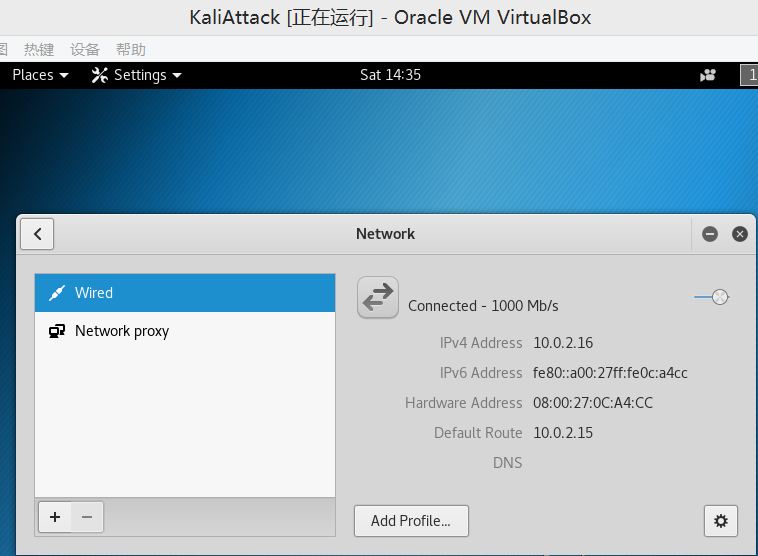 KaliAttack [正在运行] - Oracle VM VirtualBox
图 热键 设备 帮助
Places Settings Sat 14:35 1
Network
Wired
Network proxy
Connected - 1000 Mb/s
IPv4 Address 10.0.2.16
IPv6 Address fe80::a00:27ff:fe0c:a4cc
Hardware Address 08:00:27:0C:A4:CC
Default Route 10.0.2.15
DNS
Add Profile...